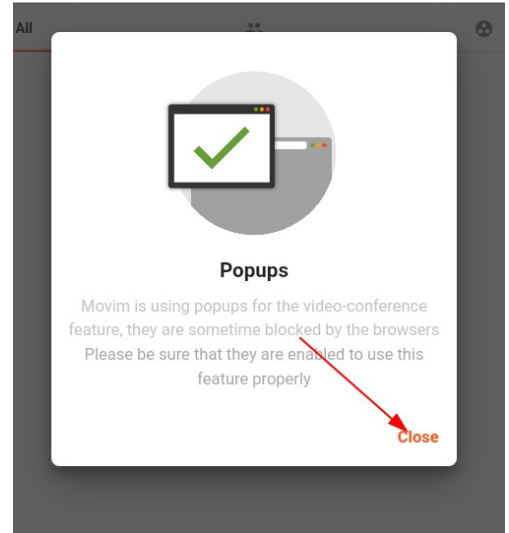 All
Popups
Movim is using popups for the video-conference
feature, they are sometime blocked by the browsers
Please be sure that they are enabled to use this
feature properly
Close